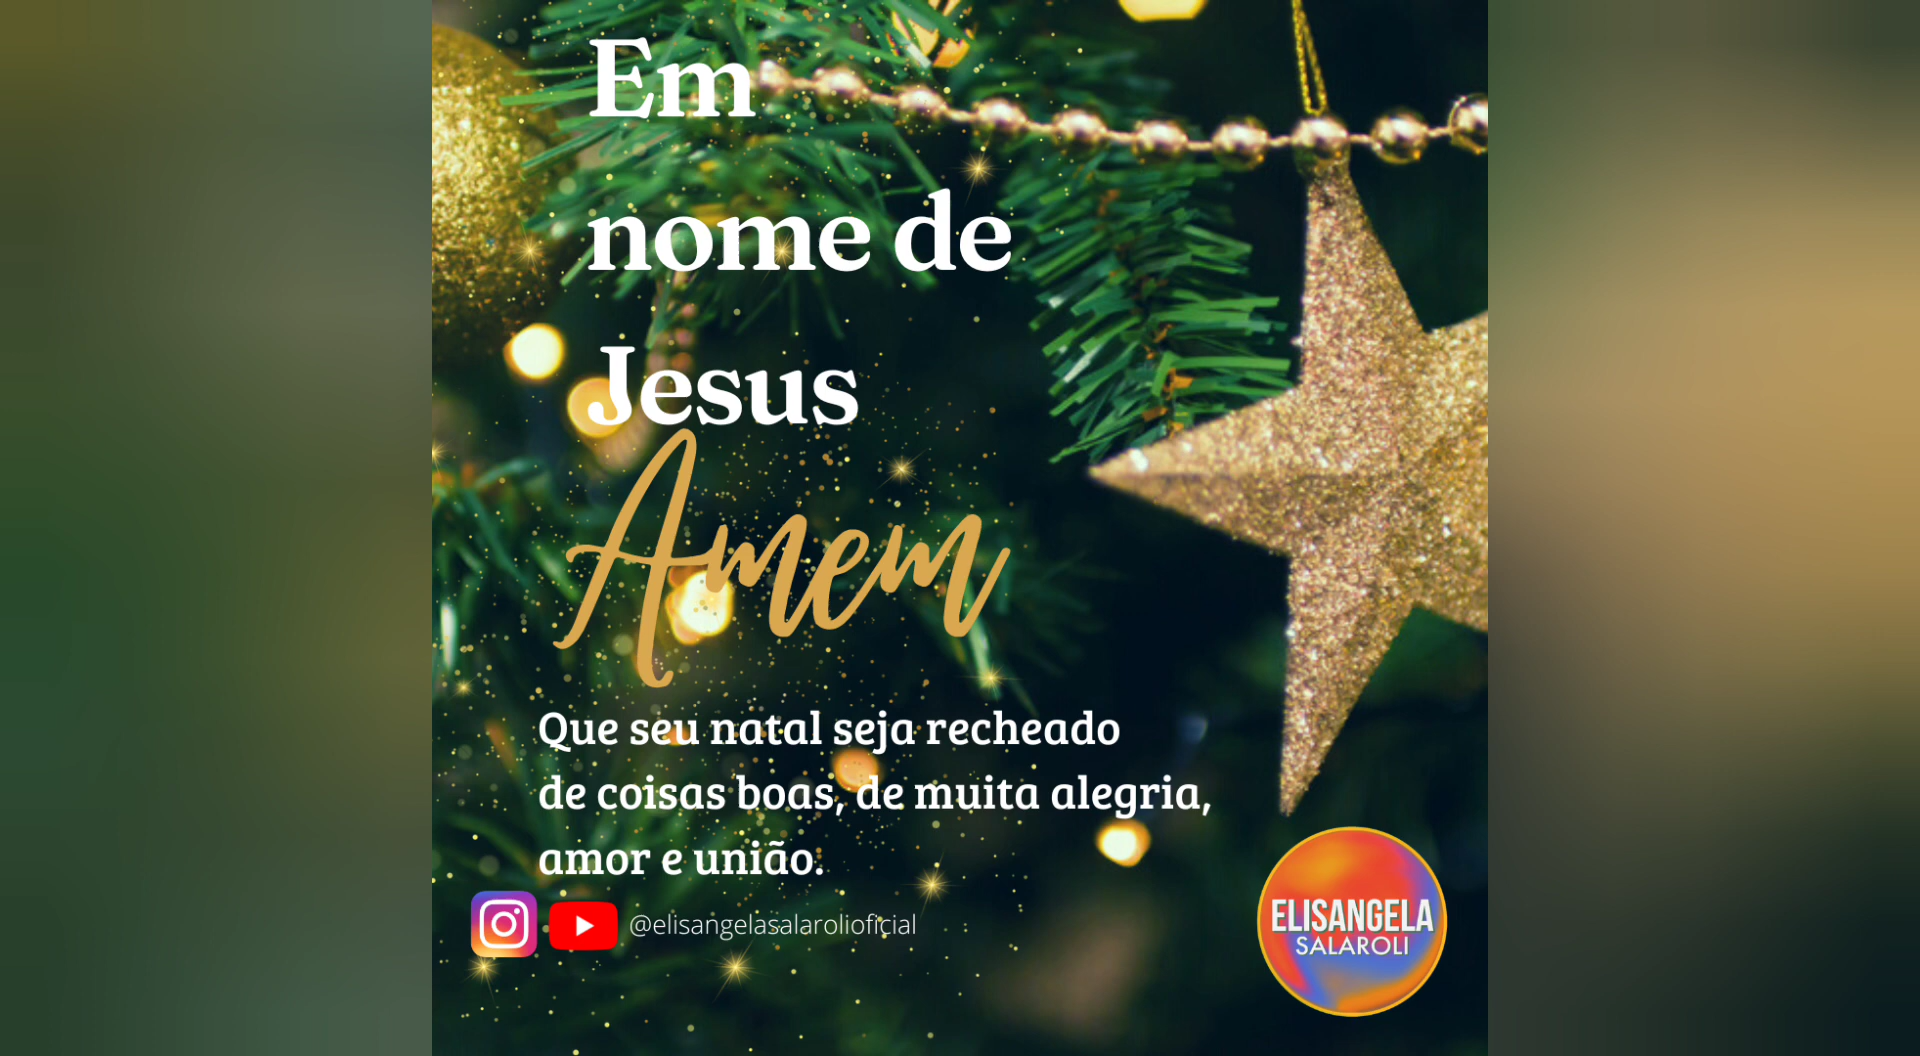 Em
nome de
Jesus
Amem
Que seu natal seja recheado
de coisas boas, de muita alegria,
amor e união.
@elisangelasalarolioficial
ELISANGELA
SALAROLI